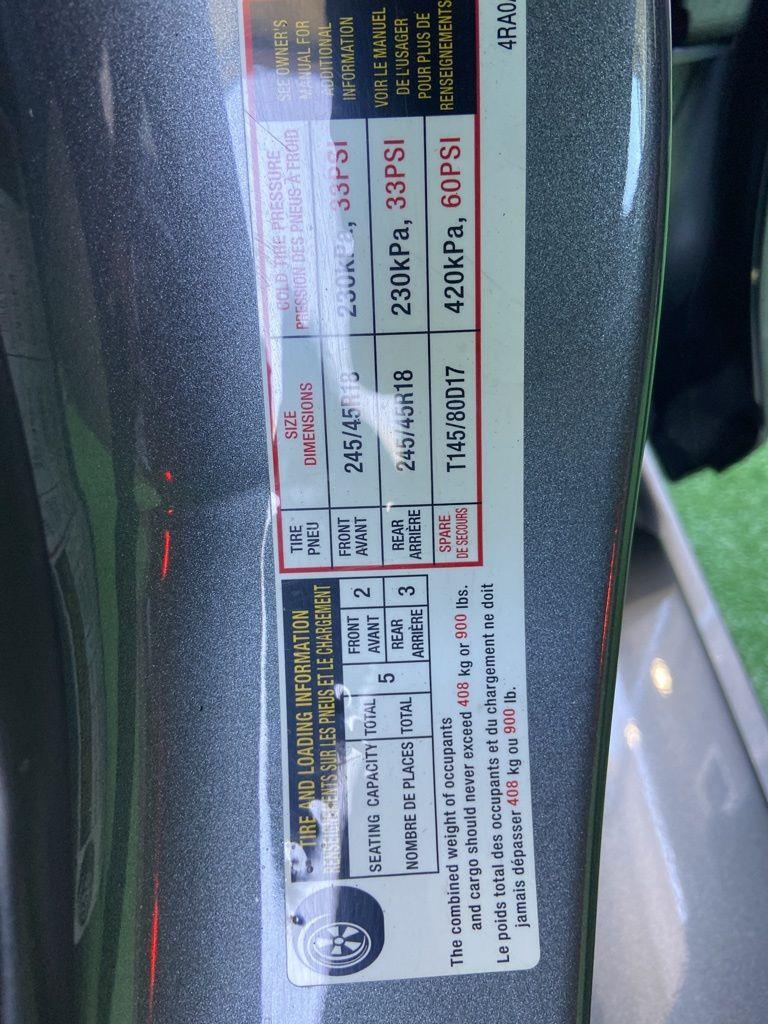 TIRE AND LOADING INFORMATION
RENSEIGNEMENTS SUR LES PNEUS ET LE CHARGEMENT
SEATING CAPACITY
NOMBRE DE PLACES
TOTAL
TOTAL
5
FRONT
AVANT
2
REAR
ARRIÈRE
3
The combined weight of occupants
and cargo should never exceed 408 kg or 900 lbs.
Le poids total des occupants et du chargement ne doit
jamais dépasser 408 kg ou 900 lb.
TIRE
PNEU
SIZE
DIMENSIONS
COLD TIRE PRESSURE
PRESSION DES PNEUS À FROID
FRONT
AVANT
245/45R18
230kPa, 33PSI
REAR
ARRIÈRE
245/45R18
230kPa, 33PSI
SPARE
DE SECOURS
T145/80D17
420kPa, 60PSI
SEE OWNER'S
MANUAL FOR
ADDITIONAL
INFORMATION
VOIR LE MANUEL
DE L'USAGER
POUR PLUS DE
RENSEIGNEMENTS